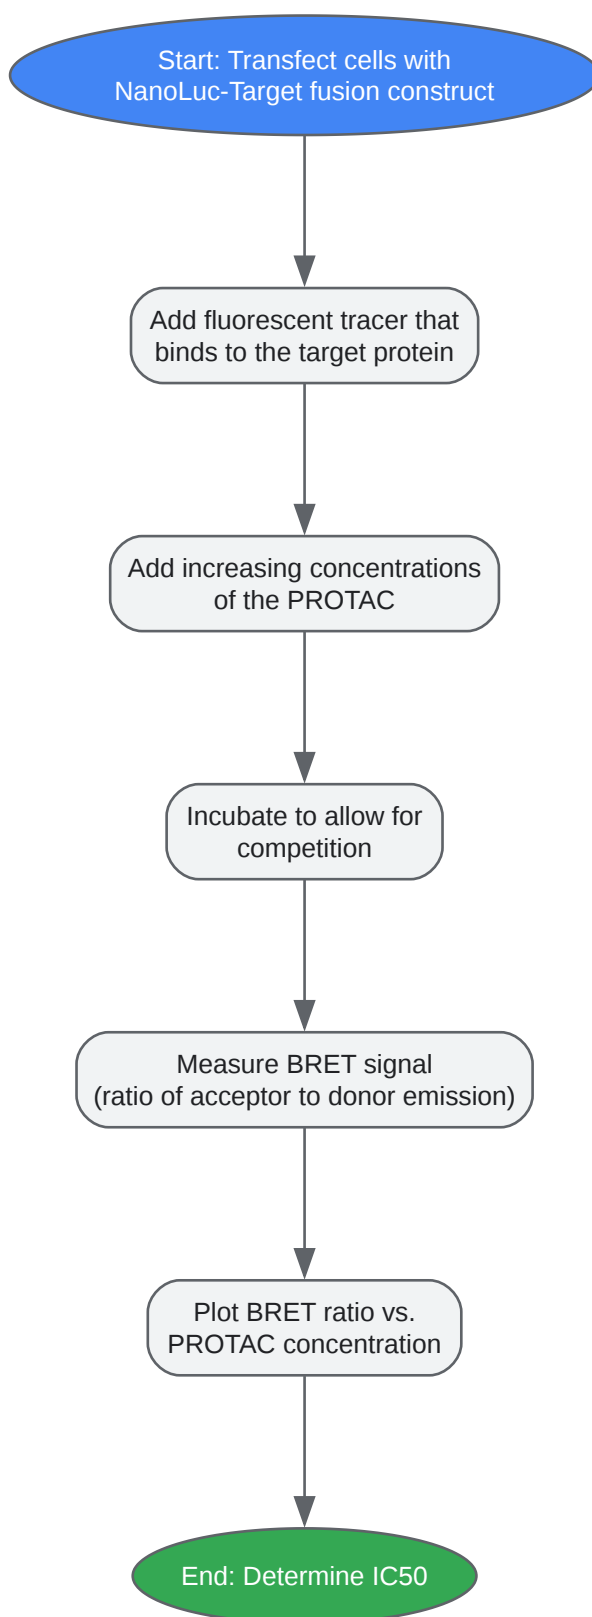 Start: Transfect cells with
NanoLuc-Target fusion construct
Add fluorescent tracer that
binds to the target protein
Add increasing concentrations
of the PROTAC
Incubate to allow for
competition
Measure BRET signal
(ratio of acceptor to donor emission)
Plot BRET ratio vs.
PROTAC concentration
End: Determine IC50